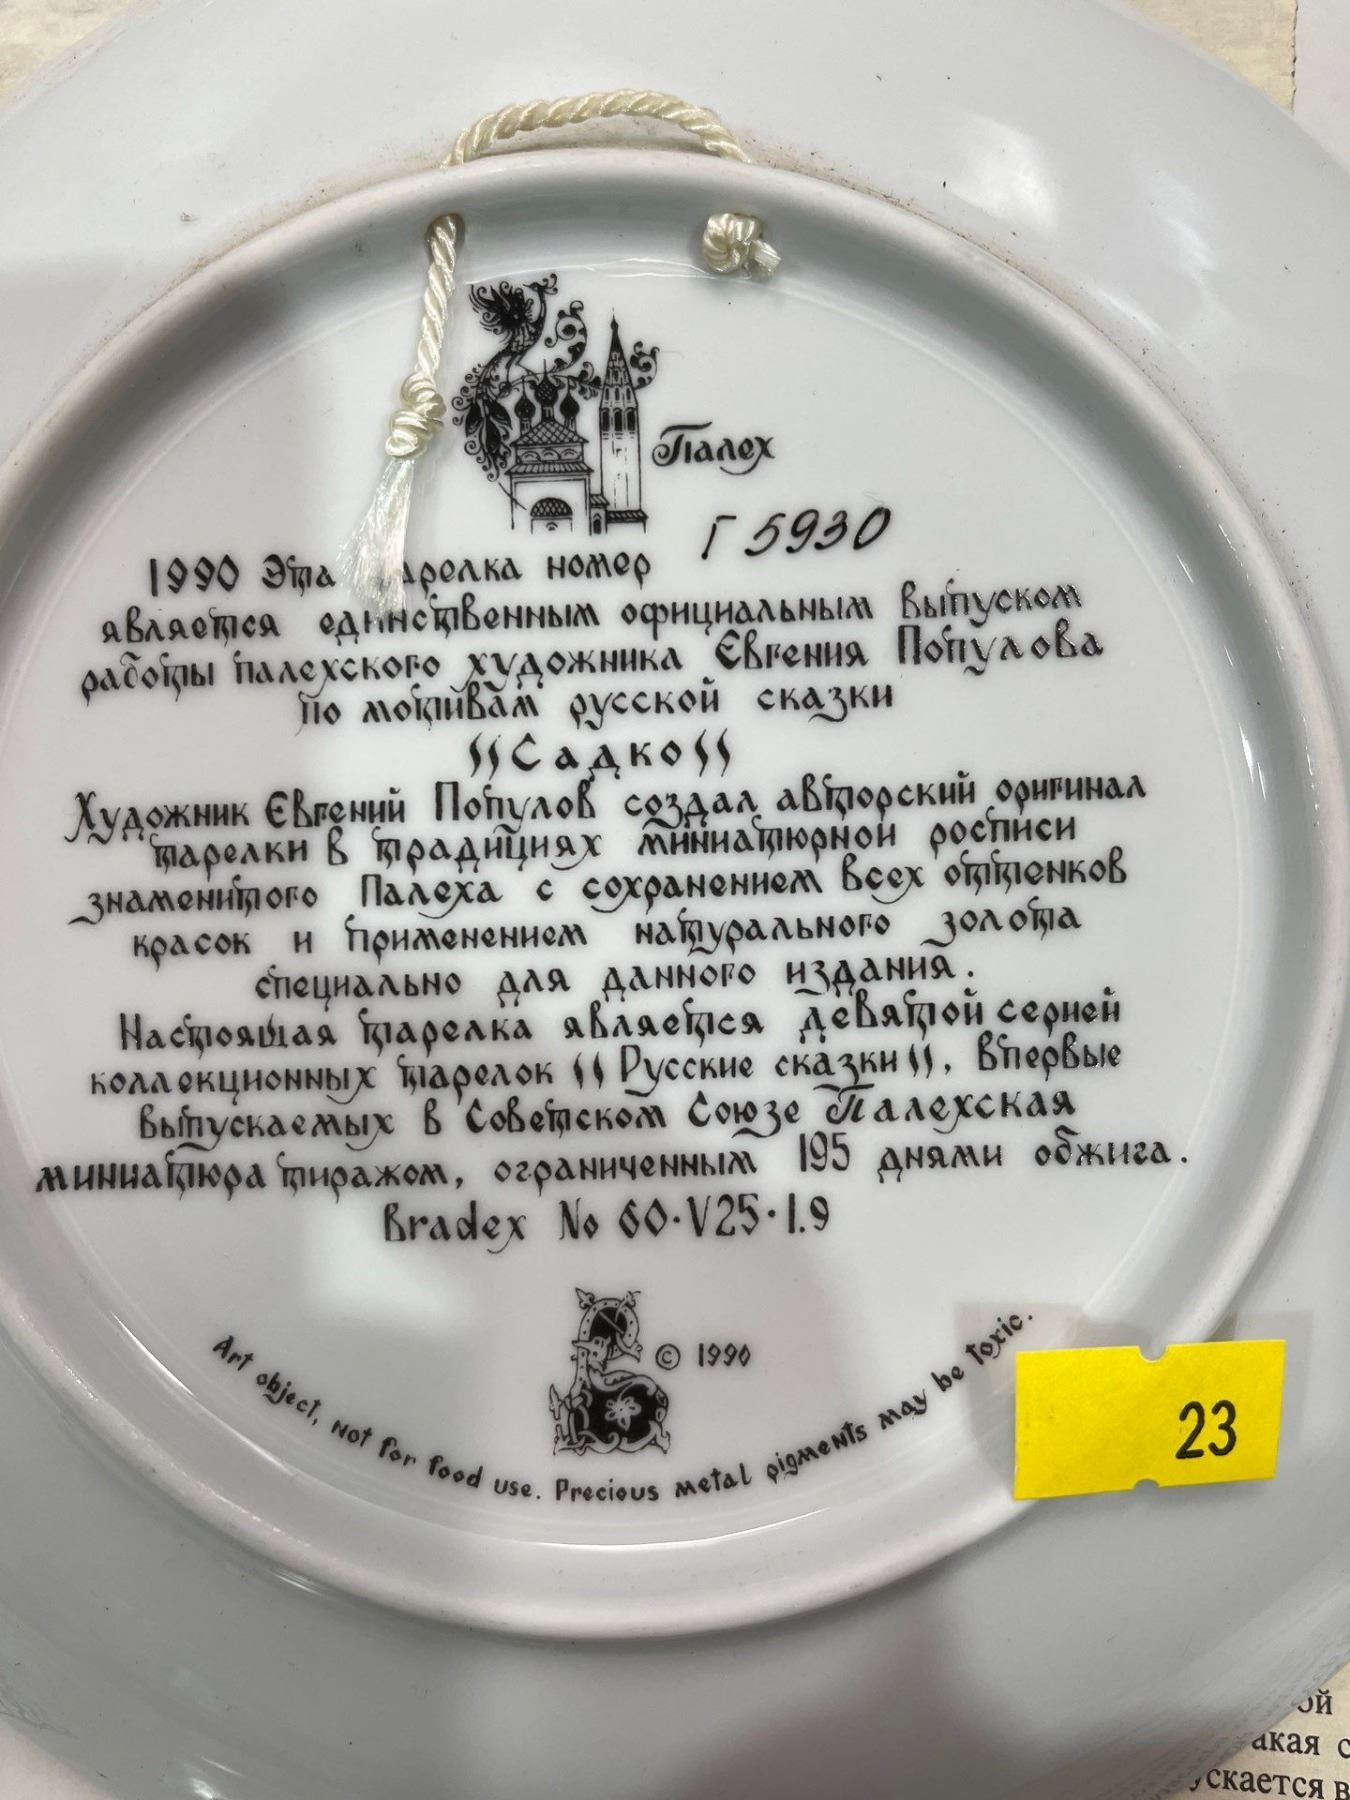 Палех
Г 5930
1990 Эта арелка номер
является единственным официальным выпуском
работы палехского художника Евгения Популова
по мотивам русской сказки
"Садко"
Художник Евгений Популов создал авторский оригинал
тарелки в традициях миниатюрной росписи
знаменитого Палеха с сохранением всех оттенков
красок и применением натурального золота
специально для данного издания.
Настоящая тарелка является девятой серией
коллекционных тарелок "Русские сказки", впервые
выпускаемых в Советском Союзе Палехская
миниатюра тиражом, ограниченным 195 днями обжига.
Bradex No 60·V25·1.9
© 1990
Art object, not for food use. Precious metal pigments may be toxic.
23
ой
акая с
ускается в